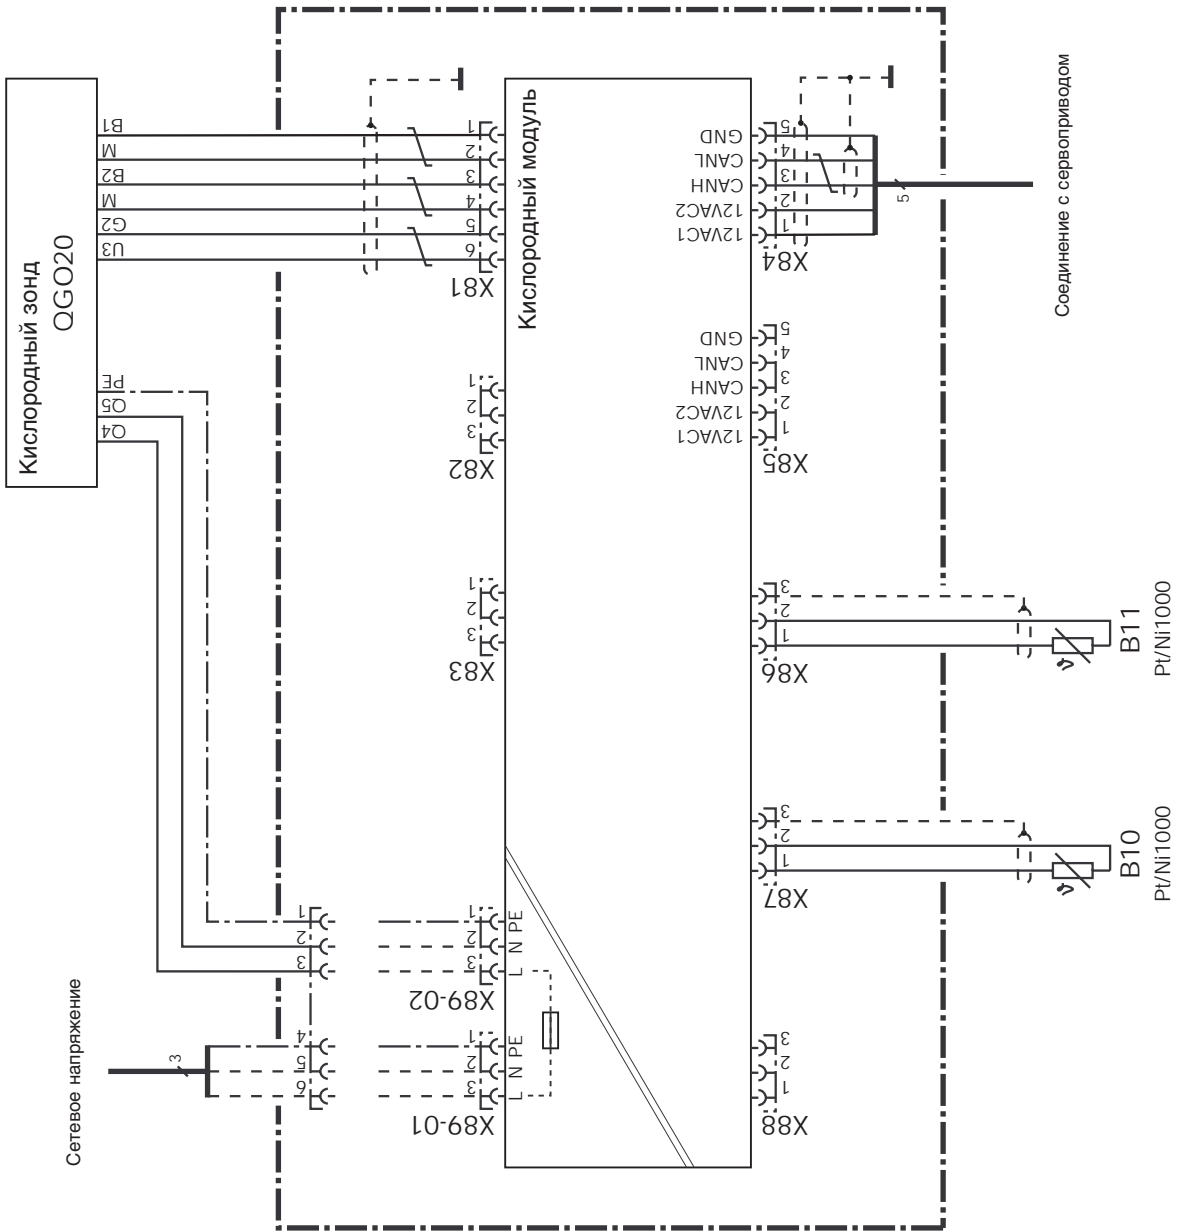 Кислородный зонд
QGO20
B1
M
B2
M
G2
U3
PE
Q5
Q4
1
2
3
4
5
6
X81
1
2
3
X82
1
2
3
X83
Кислородный модуль
GND
CANL
CANH
12VAC2
12VAC1
5
4
3
2
1
X84
5
Соединение с сервоприводом
GND
CANL
CANH
12VAC2
12VAC1
5
4
3
2
1
X85
3
2
1
X86
B11
Pt/Ni1000
3
2
1
X87
B10
Pt/Ni1000
3
2
1
X88
Сетевое напряжение
3
1
2
3
4
5
6
1
2
3
PE
N
L
X89-02
1
2
3
PE
N
L
X89-01